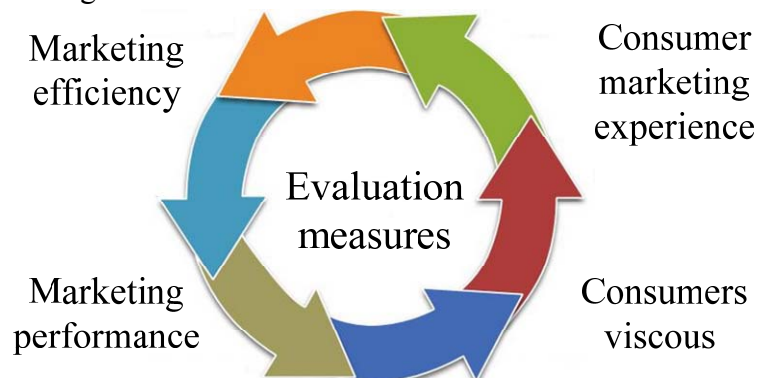 Marketing
efficiency
Consumer
marketing
experience
Evaluation
measures
Marketing
performance
Consumers
viscous